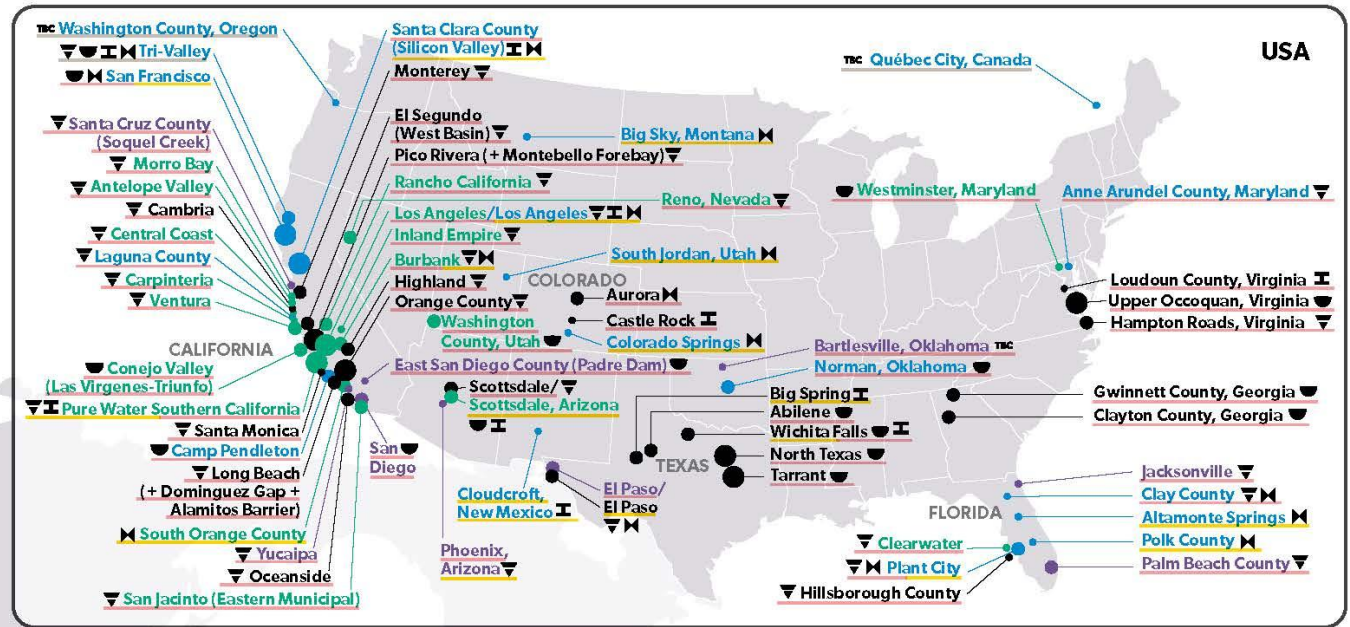 USA
TBC Washington County, Oregon
Tri-Valley
San Francisco
Santa Cruz County
(Soquel Creek)
Morro Bay
Antelope Valley
Cambria
Central Coast
Laguna County
Carpinteria
Ventura
CALIFORNIA
Conejo Valley
(Las Virgenes-Triunfo)
Pure Water Southern California
Santa Monica
Camp Pendleton
Long Beach
(+ Dominguez Gap +
Alamitos Barrier)
South Orange County
Yucaipa
Oceanside
San Jacinto (Eastern Municipal)
Santa Clara County
(Silicon Valley)
Monterey
El Segundo
(West Basin)
Pico Rivera (+ Montebello Forebay)
Rancho California
Los Angeles/Los Angeles
Inland Empire
Burbank
Highland
Orange County
Reno, Nevada
Big Sky, Montana
South Jordan, Utah
COLORADO
Aurora
Castle Rock
Colorado Springs
Washington
County, Utah
East San Diego County (Padre Dam)
Scottsdale/
Scottsdale, Arizona
San
Diego
Cloudcroft,
New Mexico
Phoenix,
Arizona
El Paso/
El Paso
Bartlesville, Oklahoma TBC
Norman, Oklahoma
Big Spring
Abilene
Wichita Falls
North Texas
Tarrant
TEXAS
TBC Québec City, Canada
Westminster, Maryland
Anne Arundel County, Maryland
Loudoun County, Virginia
Upper Occoquan, Virginia
Hampton Roads, Virginia
Gwinnett County, Georgia
Clayton County, Georgia
FLORIDA
Jacksonville
Clay County
Altamonte Springs
Polk County
Palm Beach County
Clearwater
Plant City
Hillsborough County